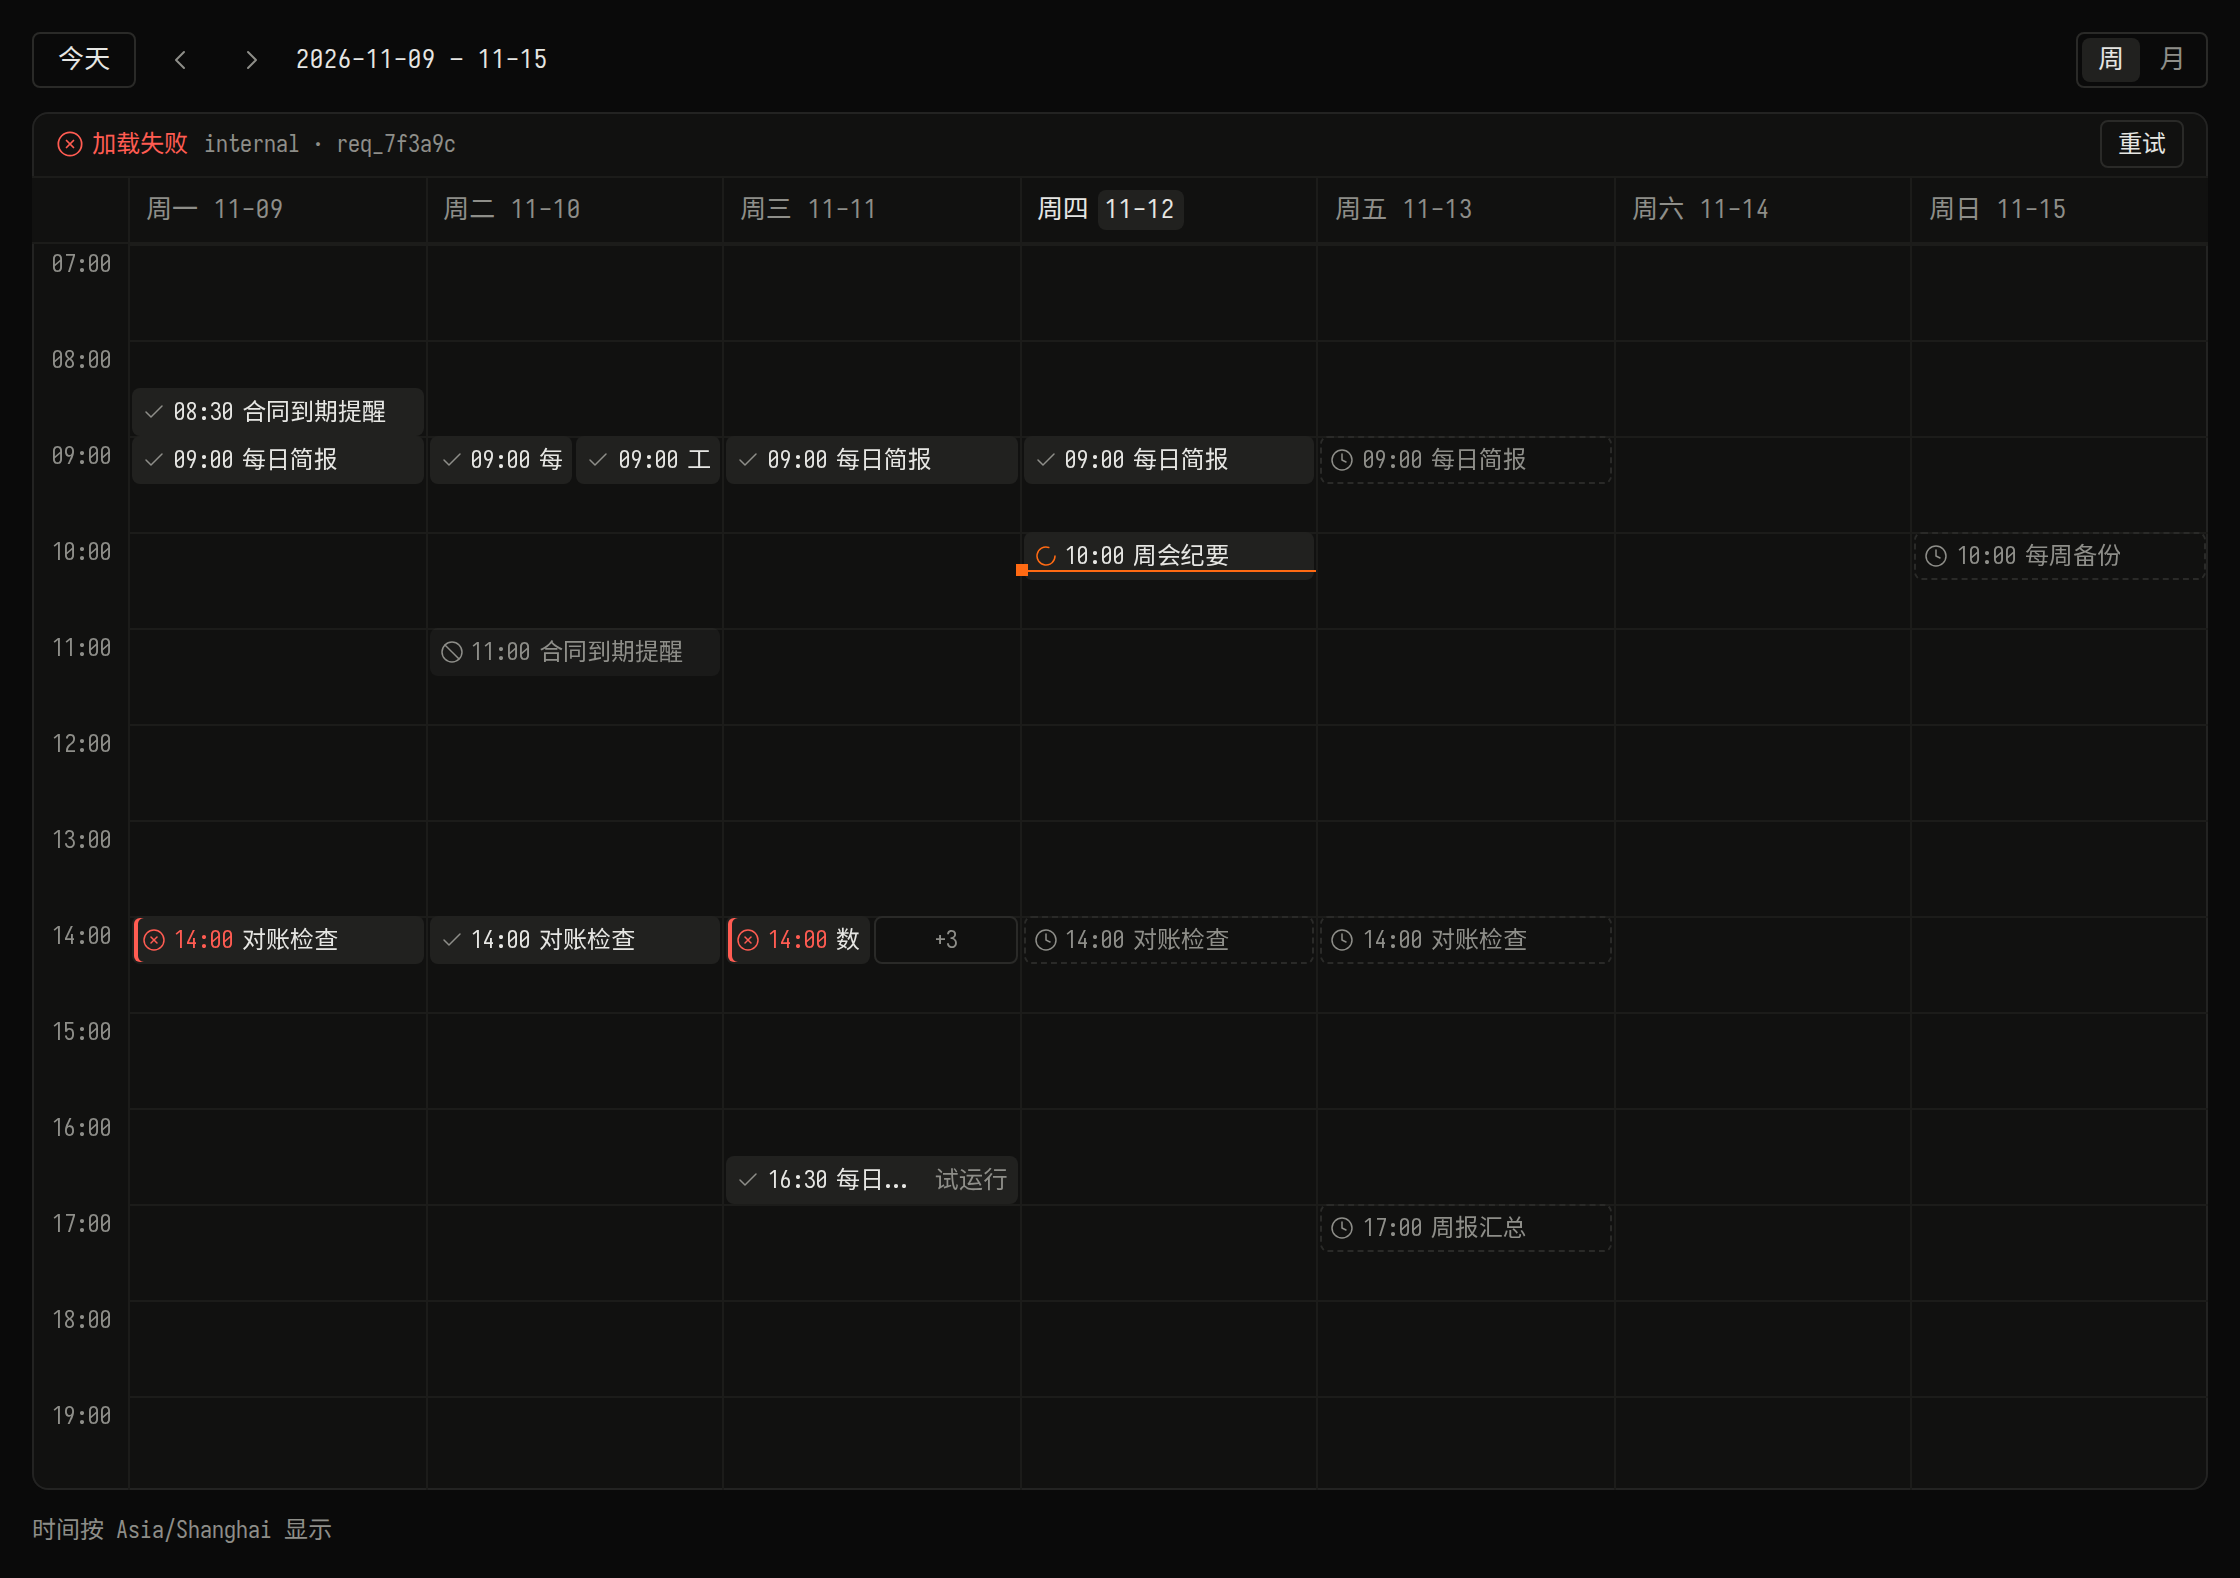 今天 2026-11-09 – 11-15 周 月
加载失败 internal · req_7f3a9c 重试
周一 11-09 周二 11-10 周三 11-11 周四 11-12 周五 11-13 周六 11-14 周日 11-15
07:00
08:00
08:30 合同到期提醒
09:00 09:00 每日简报 09:00 每 09:00 工 09:00 每日简报 09:00 每日简报 09:00 每日简报
10:00 10:00 周会纪要 10:00 每周备份
11:00 11:00 合同到期提醒
12:00
13:00
14:00 14:00 对账检查 14:00 对账检查 14:00 数 +3 14:00 对账检查 14:00 对账检查
15:00
16:00
16:30 每日... 试运行
17:00 17:00 周报汇总
18:00
19:00
时间按 Asia/Shanghai 显示